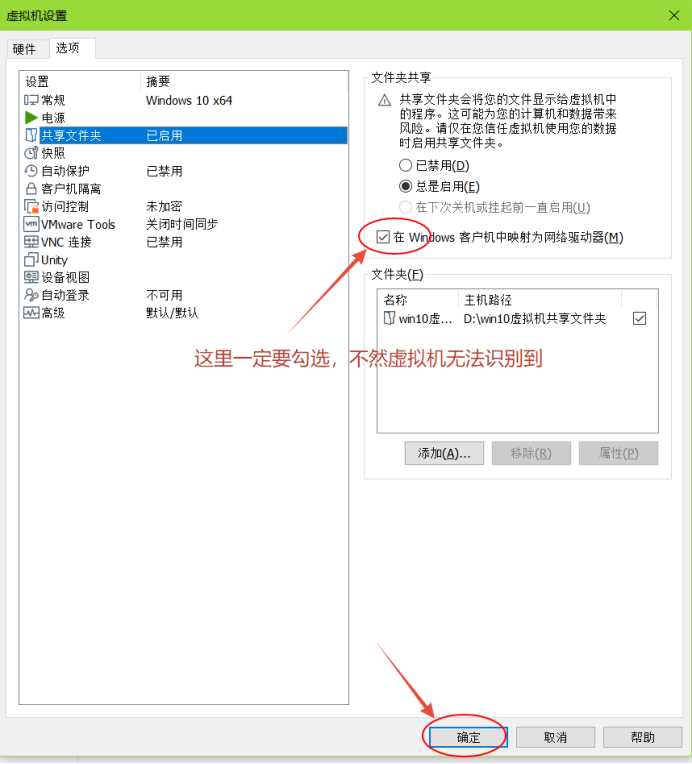 虚拟机设置
硬件 选项
设置 摘要
常规 Windows 10 x64
电源
共享文件夹 已启用
快照
自动保护 已禁用
客户机隔离
访问控制 未加密
VMware Tools 关闭时间同步
VNC 连接 已禁用
Unity
设备视图
自动登录 不可用
高级 默认/默认
文件夹共享
共享文件夹会将您的文件显示给虚拟机中
的程序。这可能为您的计算机和数据带来
风险。请仅在您信任虚拟机使用您的数据
时启用共享文件夹。
已禁用(D)
总是启用(E)
在下次关机或挂起前一直启用(U)
在 Windows 客户机中映射为网络驱动器(M)
文件夹(F)
名称 主机路径
win10虚... D:\win10虚拟机共享文件夹
这里一定要勾选，不然虚拟机无法识别到
添加(A)... 移除(R) 属性(P)
确定 取消 帮助